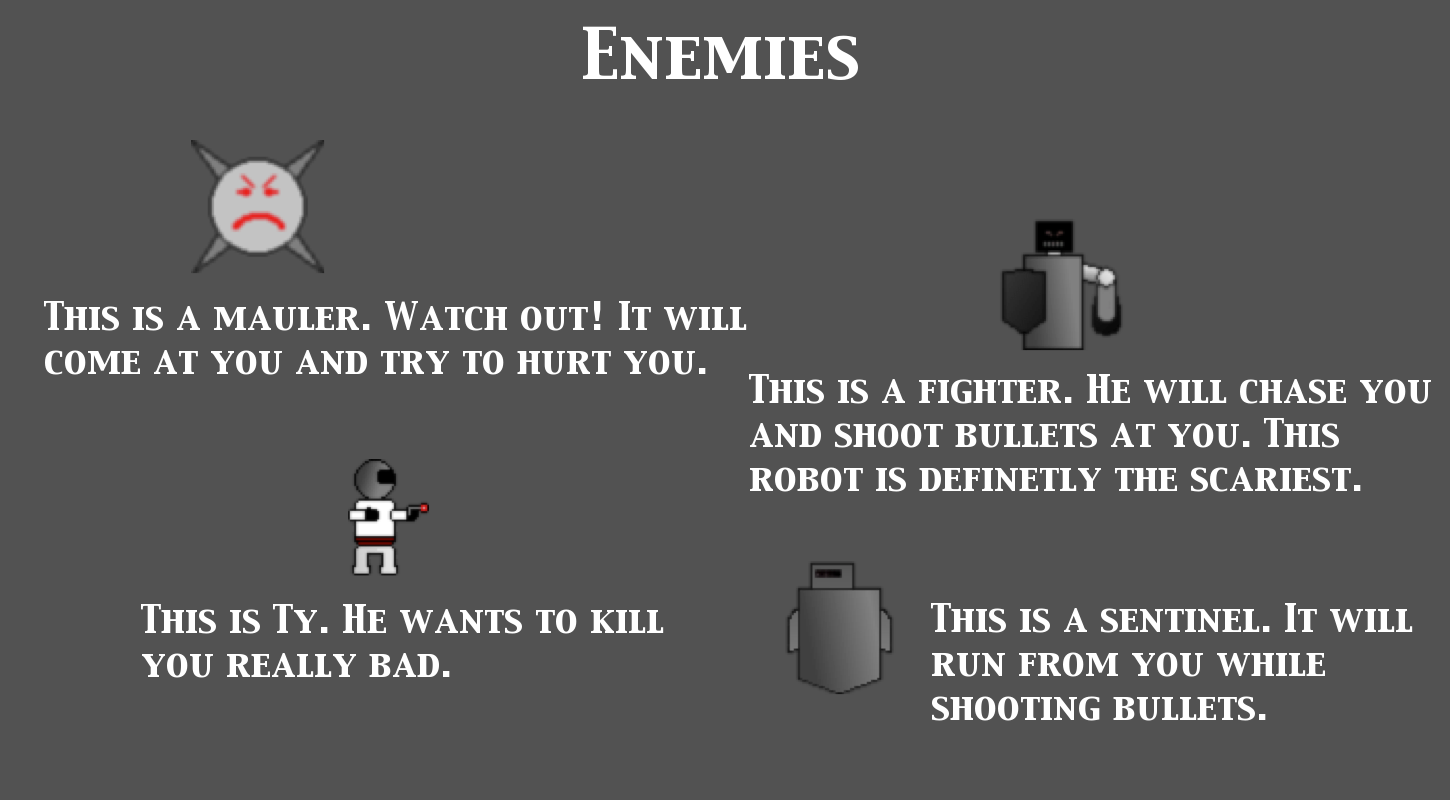 Enemies
This is a mauler. Watch out! It will
come at you and try to hurt you.
This is a fighter. He will chase you
and shoot bullets at you. This
robot is definetly the scariest.
This is Ty. He wants to kill
you really bad.
This is a sentinel. It will
run from you while
shooting bullets.